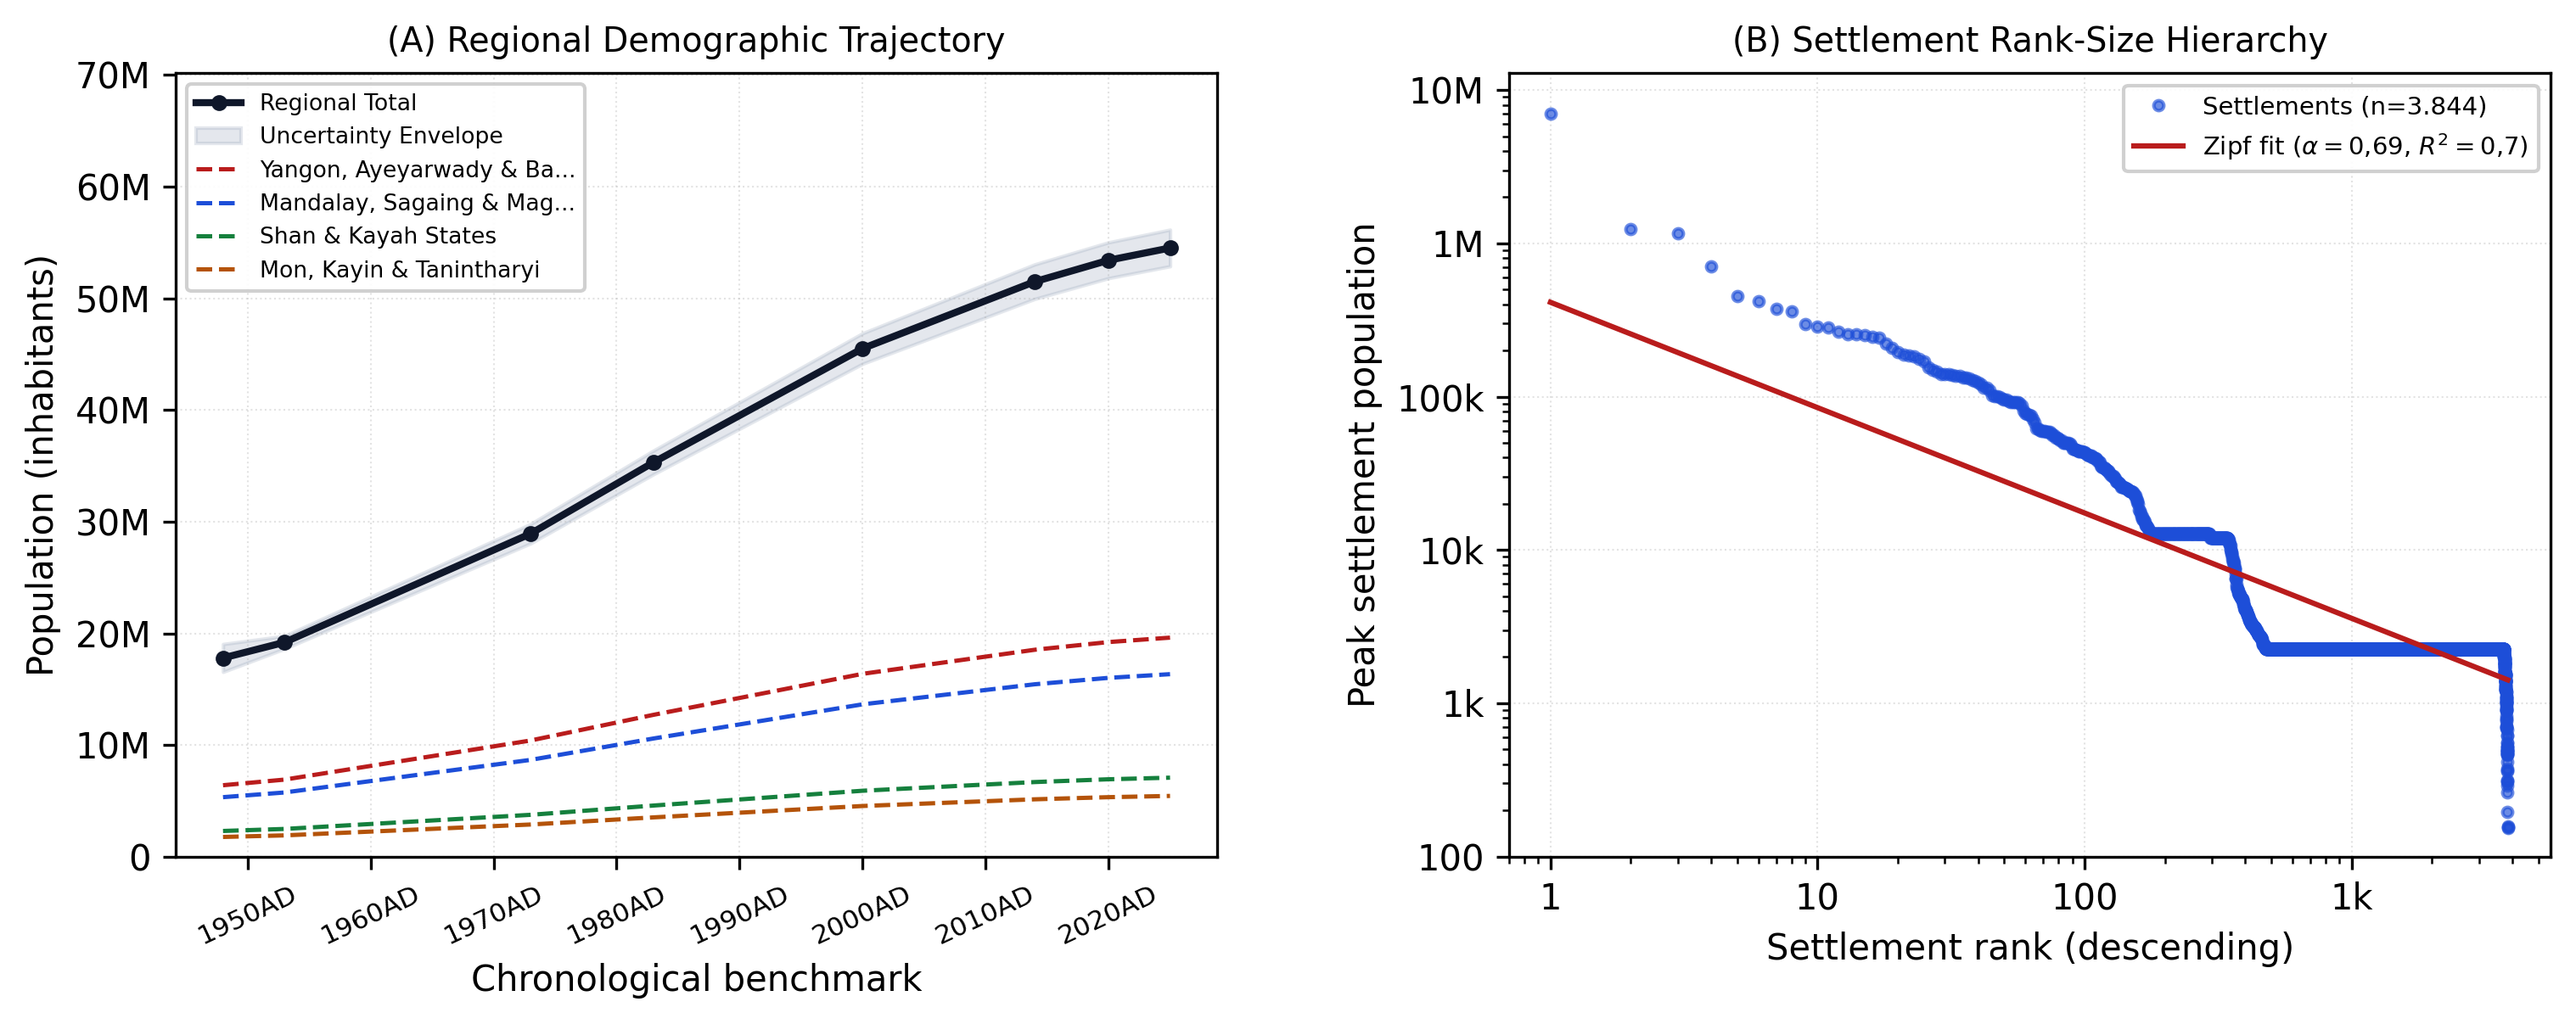 (A) Regional Demographic Trajectory
70M
60M
50M
40M
30M
20M
10M
0
Population (inhabitants)
Regional Total
Uncertainty Envelope
Yangon, Ayeyarwady & Ba...
Mandalay, Sagaing & Mag...
Shan & Kayah States
Mon, Kayin & Tanintharyi
1950AD
1960AD
1970AD
1980AD
1990AD
2000AD
2010AD
2020AD
Chronological benchmark
(B) Settlement Rank-Size Hierarchy
10M
1M
100k
10k
1k
100
Peak settlement population
Settlements (n=3.844)
Zipf fit (α = 0,69, R² = 0,7)
1
10
100
1k
Settlement rank (descending)